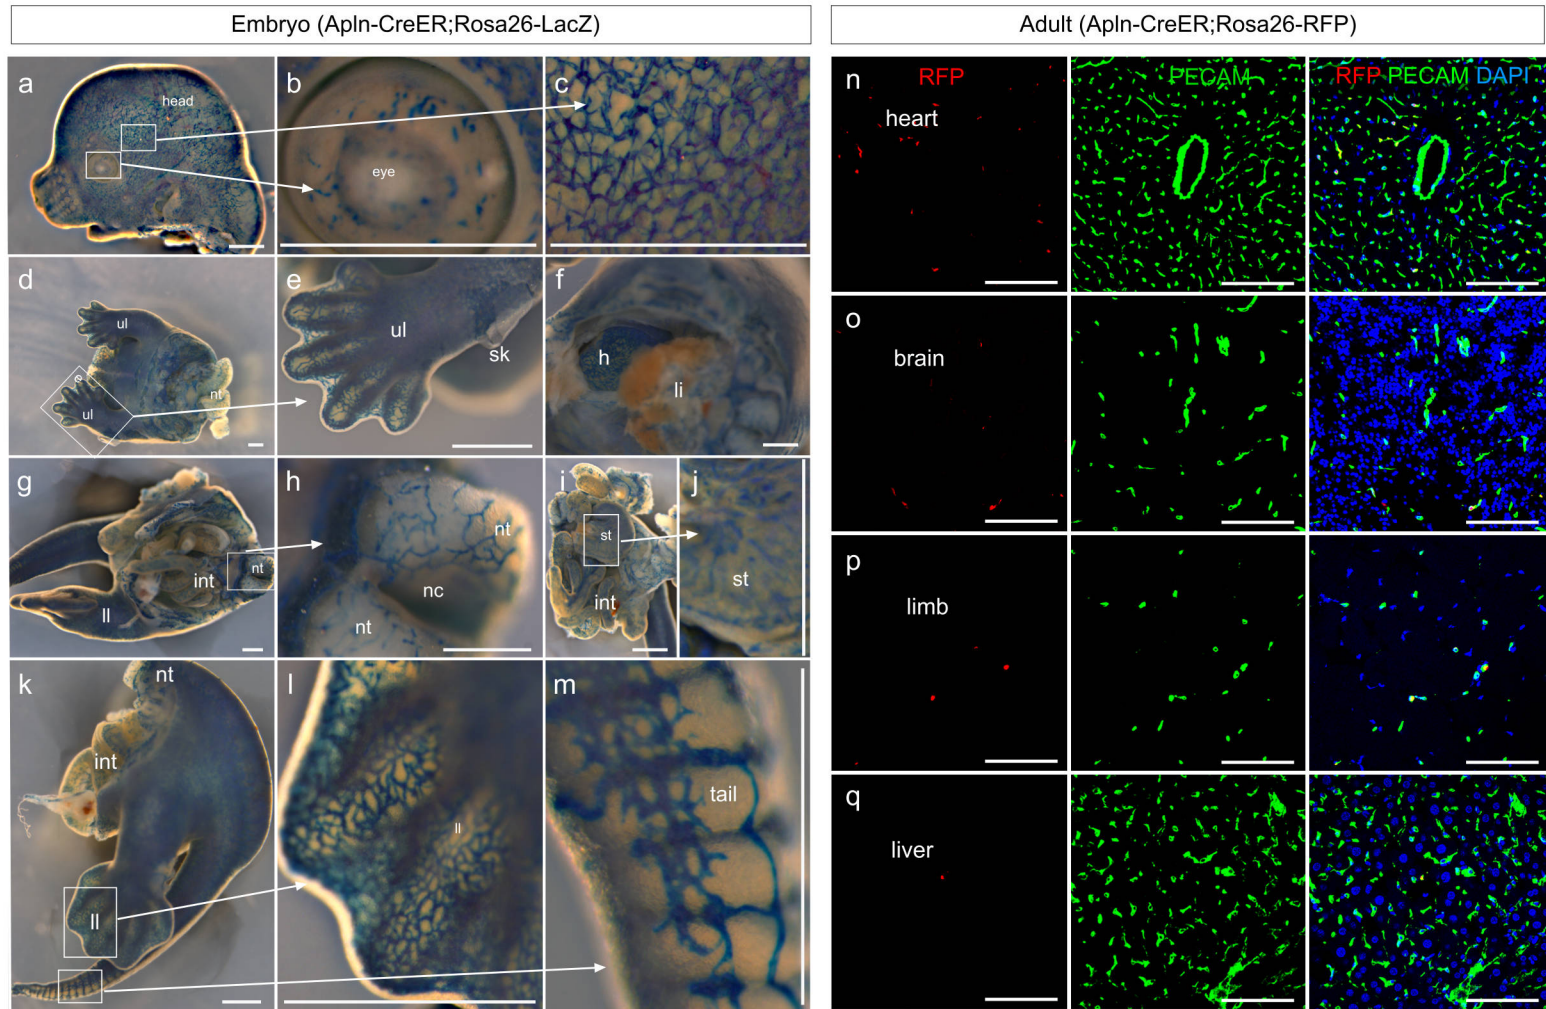 Embryo (Apln-CreER;Rosa26-LacZ)
Adult (Apln-CreER;Rosa26-RFP)
a
head
b
eye
c
d
ul
ul
nt
e
ul
sk
f
h
li
g
int
nt
ll
h
nt
nc
nt
i
st
int
j
st
k
nt
int
ll
l
ll
m
tail
n
RFP
PECAM
RFP PECAM DAPI
heart
o
brain
p
limb
q
liver